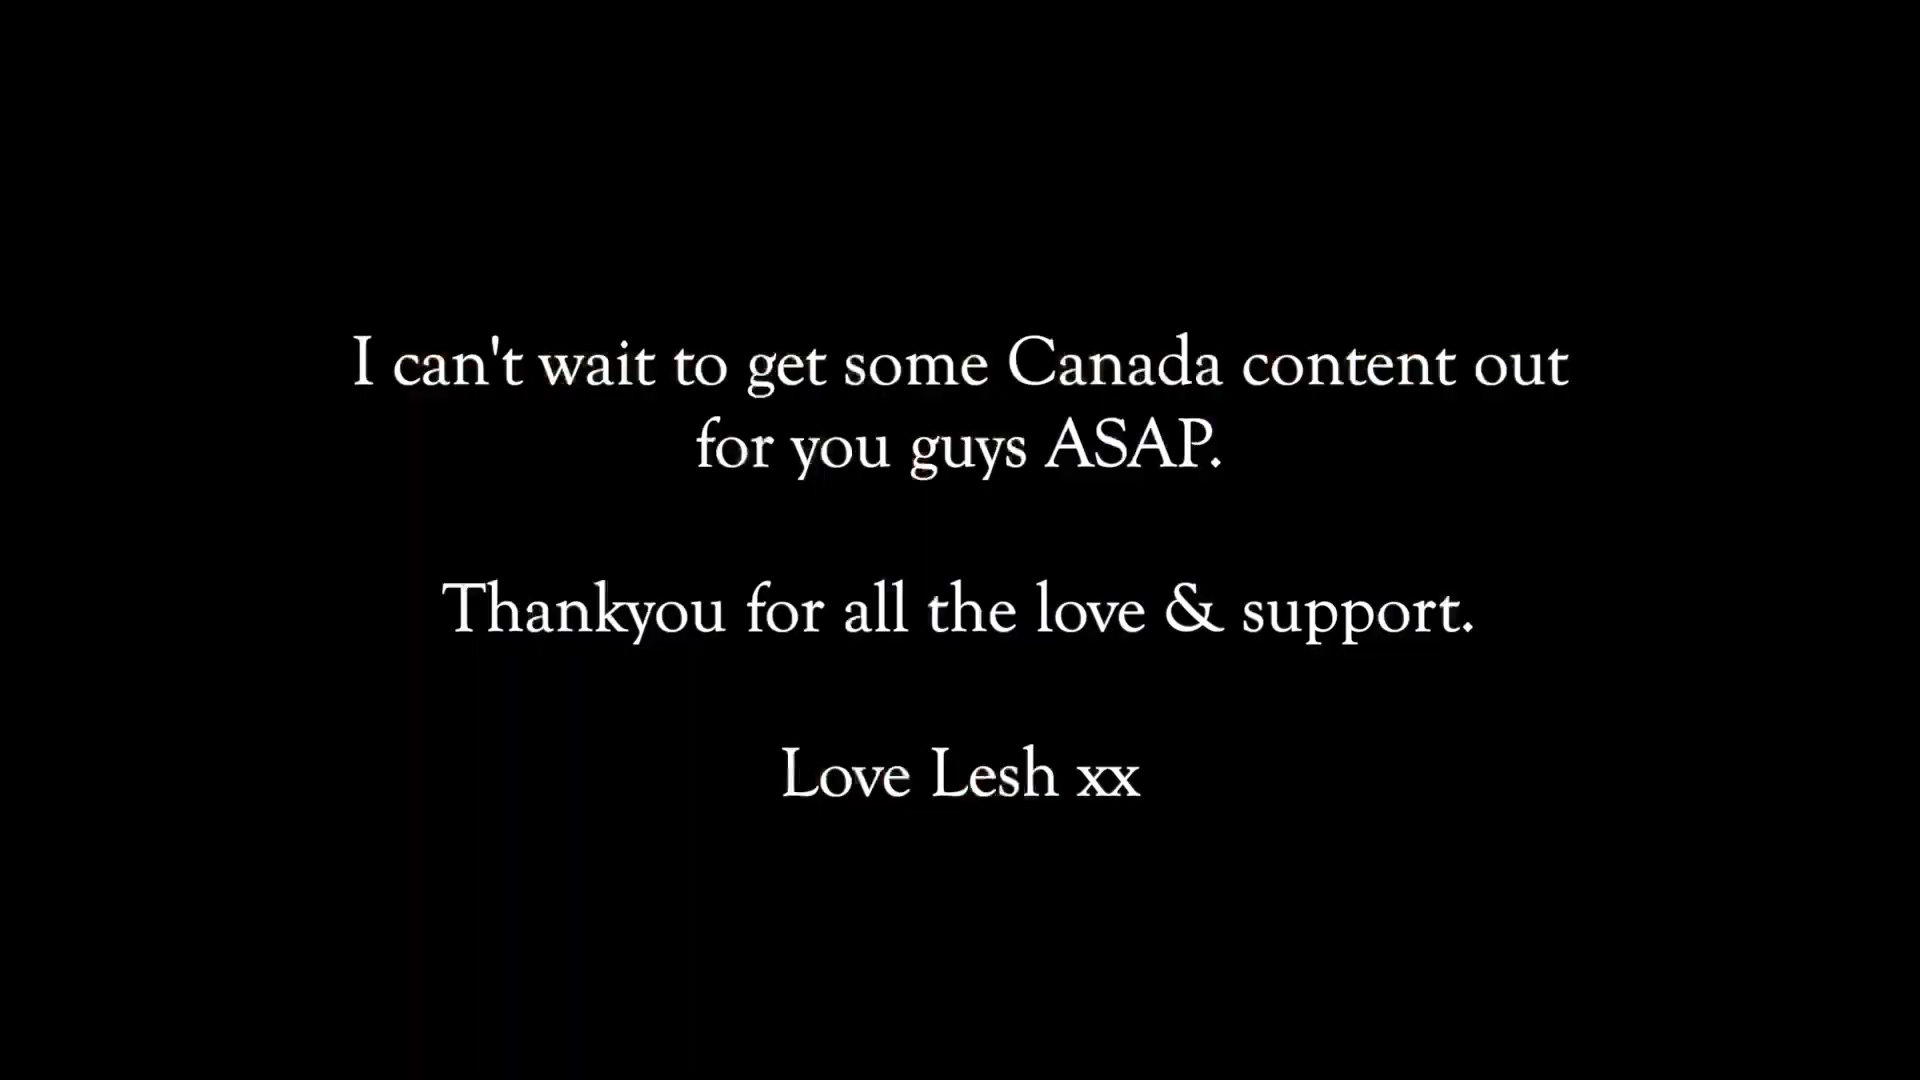 I can't wait to get some Canada content out
for you guys ASAP.
Thankyou for all the love & support.
Love Lesh xx